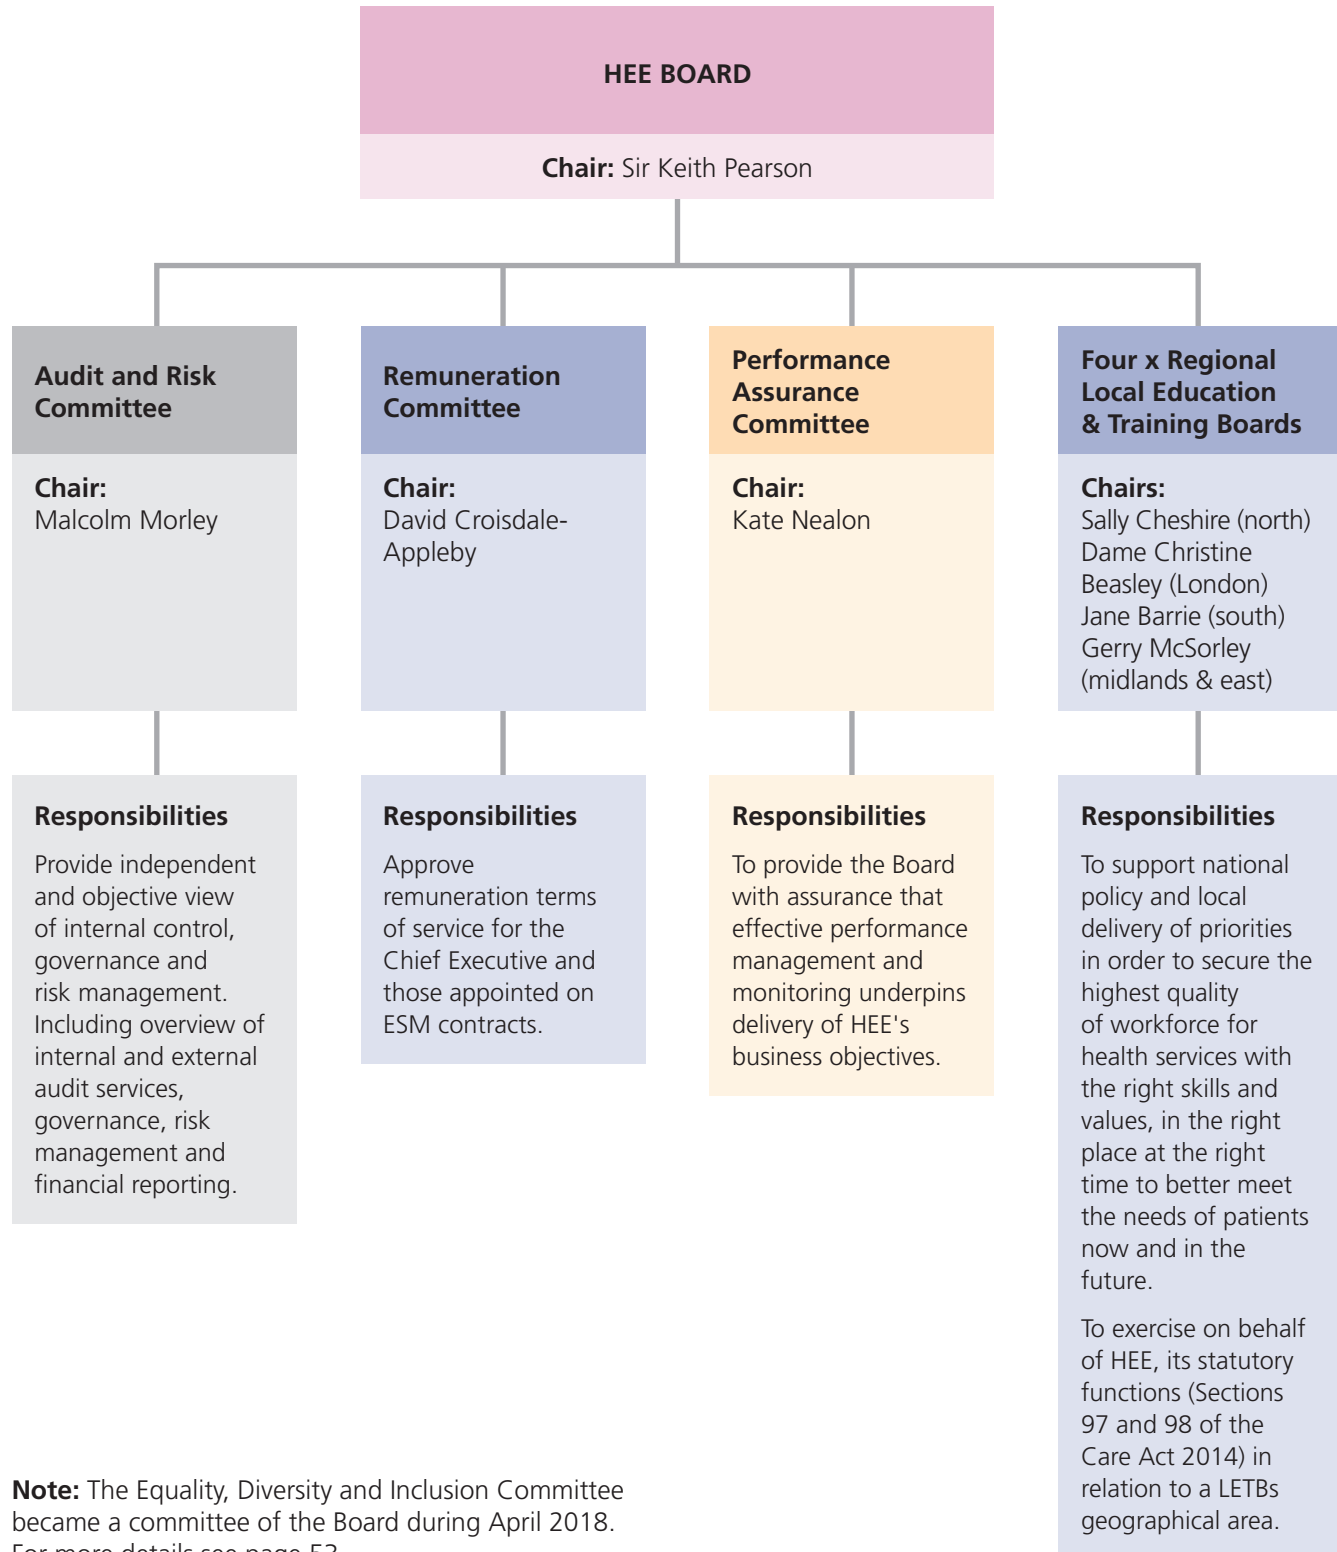 HEE BOARD
Chair: Sir Keith Pearson
Audit and Risk
Committee
Chair:
Malcolm Morley
Responsibilities
Provide independent
and objective view
of internal control,
governance and
risk management.
Including overview of
internal and external
audit services,
governance, risk
management and
financial reporting.
Remuneration
Committee
Chair:
David Croisdale-
Appleby
Responsibilities
Approve
remuneration terms
of service for the
Chief Executive and
those appointed on
ESM contracts.
Performance
Assurance
Committee
Chair:
Kate Nealon
Responsibilities
To provide the Board
with assurance that
effective performance
management and
monitoring underpins
delivery of HEE's
business objectives.
Four x Regional
Local Education
& Training Boards
Chairs:
Sally Cheshire (north)
Dame Christine
Beasley (London)
Jane Barrie (south)
Gerry McSorley
(midlands & east)
Responsibilities
To support national
policy and local
delivery of priorities
in order to secure the
highest quality
of workforce for
health services with
the right skills and
values, in the right
place at the right
time to better meet
the needs of patients
now and in the
future.
To exercise on behalf
of HEE, its statutory
functions (Sections
97 and 98 of the
Care Act 2014) in
relation to a LETBs
geographical area.
Note: The Equality, Diversity and Inclusion Committee
became a committee of the Board during April 2018.
For more details see page 53